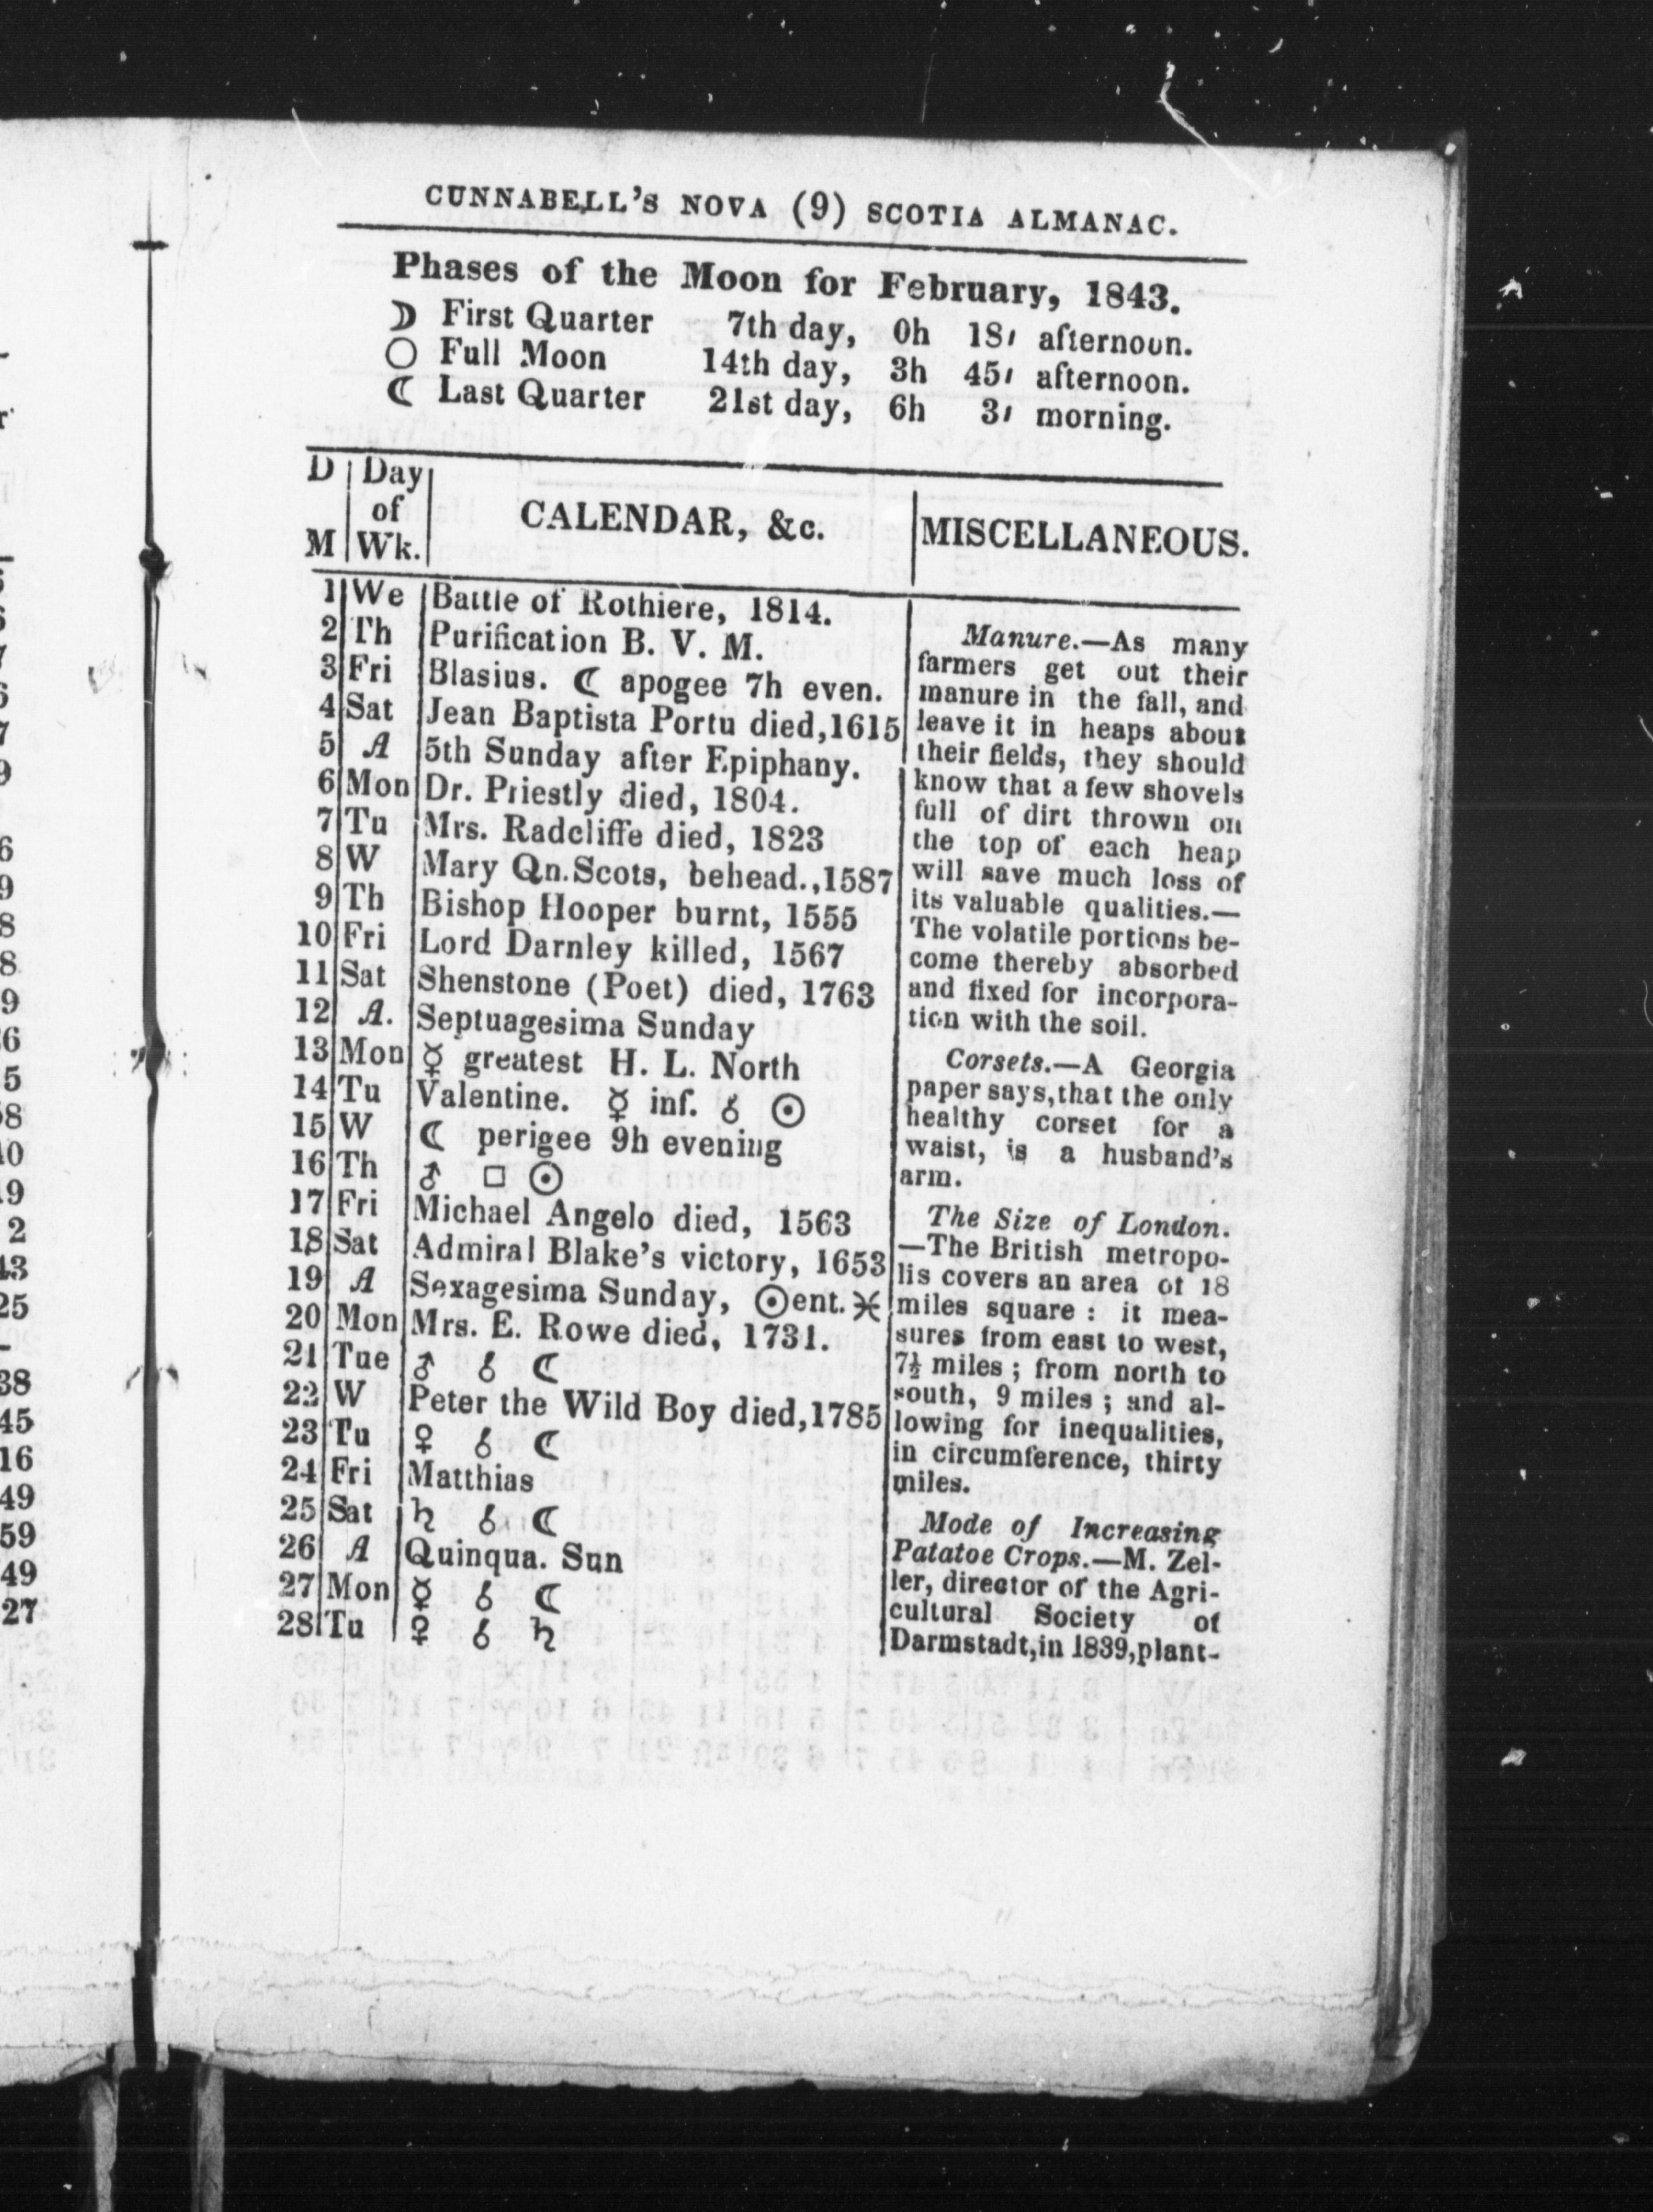 CUNNABELL'S NOVA (9) SCOTIA ALMANAC.
Phases of the Moon for February, 1843.
☽ First Quarter 7th day, 0h 18′ afternoon.
○ Full Moon 14th day, 3h 45′ afternoon.
☾ Last Quarter 21st day, 6h 3′ morning.
D M
Day of Wk.
CALENDAR, &c.
MISCELLANEOUS.
1 We Battle of Rothiere, 1814.
2 Th Purification B. V. M.
3 Fri Blasius. ☾ apogee 7h even.
4 Sat Jean Baptista Portu died, 1615
5 A 5th Sunday after Epiphany.
6 Mon Dr. Priestly died, 1804.
7 Tu Mrs. Radcliffe died, 1823
8 W Mary Qn. Scots, behead., 1587
9 Th Bishop Hooper burnt, 1555
10 Fri Lord Darnley killed, 1567
11 Sat Shenstone (Poet) died, 1763
12 A. Septuagesima Sunday
13 Mon ☿ greatest H. L. North
14 Tu Valentine. ☿ inf. ☌ ☉
15 W ☾ perigee 9h evening
16 Th ♂ □ ☉
17 Fri Michael Angelo died, 1563
18 Sat Admiral Blake's victory, 1653
19 A Sexagesima Sunday, ☉ ent. ♓
20 Mon Mrs. E. Rowe died, 1731.
21 Tue ♂ ☌ ☾
22 W Peter the Wild Boy died, 1785
23 Tu ♀ ☌ ☾
24 Fri Matthias
25 Sat ♄ ☌ ☾
26 A Quinqua. Sun
27 Mon ☿ ☌ ☾
28 Tu ♀ ☌ ♄
Manure.—As many
farmers get out their
manure in the fall, and
leave it in heaps about
their fields, they should
know that a few shovels
full of dirt thrown on
the top of each heap
will save much loss of
its valuable qualities.—
The volatile portions be-
come thereby absorbed
and fixed for incorpora-
tion with the soil.
Corsets.—A Georgia
paper says, that the only
healthy corset for a
waist, is a husband's
arm.
The Size of London.
—The British metropo-
lis covers an area of 18
miles square : it mea-
sures from east to west,
7½ miles ; from north to
south, 9 miles ; and al-
lowing for inequalities,
in circumference, thirty
miles.
Mode of Increasing
Patatoe Crops.—M. Zel-
ler, director of the Agri-
cultural Society of
Darmstadt, in 1839, plant-